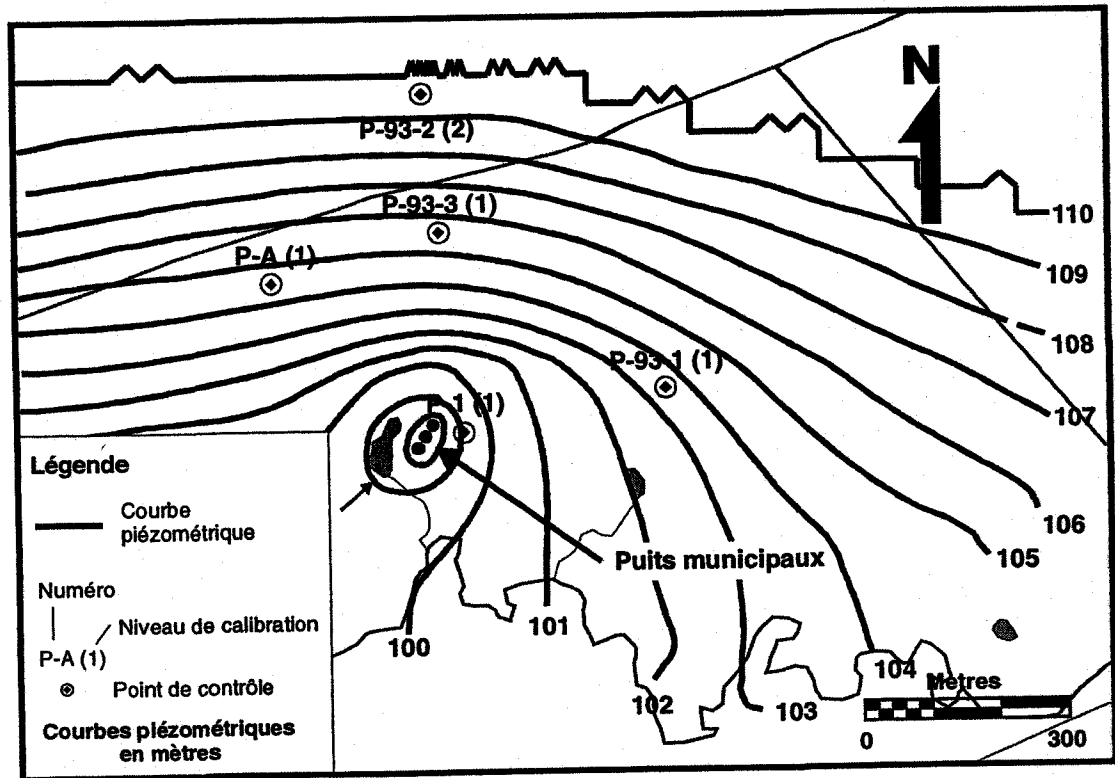 N
P-93-2 (2)
110
P-93-3 (1)
109
P-A (1)
108
P-93-1 (1)
107
P-1 (1)
106
105
Puits municipaux
101
100
104
102
103
Mètres
0 300
Légende
Courbe
piézométrique
Numéro
Niveau de calibration
P-A (1)
Point de contrôle
Courbes piézométriques
en mètres